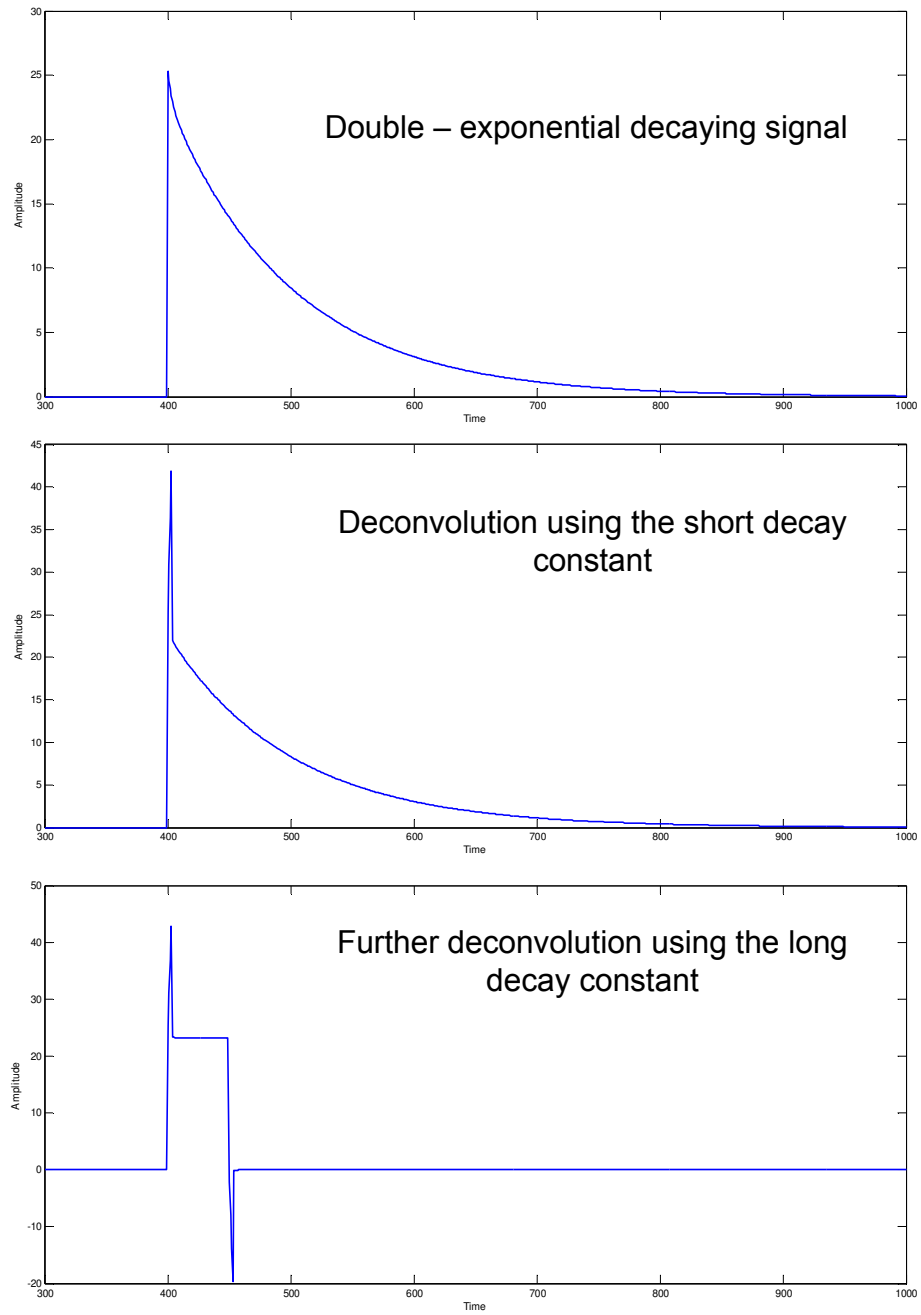 30
25
20
15
10
5
0
Amplitude
Double – exponential decaying signal
300 400 500 600 700 800 900 1000
Time
45
40
35
30
25
20
15
10
5
0
Amplitude
Deconvolution using the short decay
constant
300 400 500 600 700 800 900 1000
Time
50
40
30
20
10
0
-10
-20
Amplitude
Further deconvolution using the long
decay constant
300 400 500 600 700 800 900 1000
Time